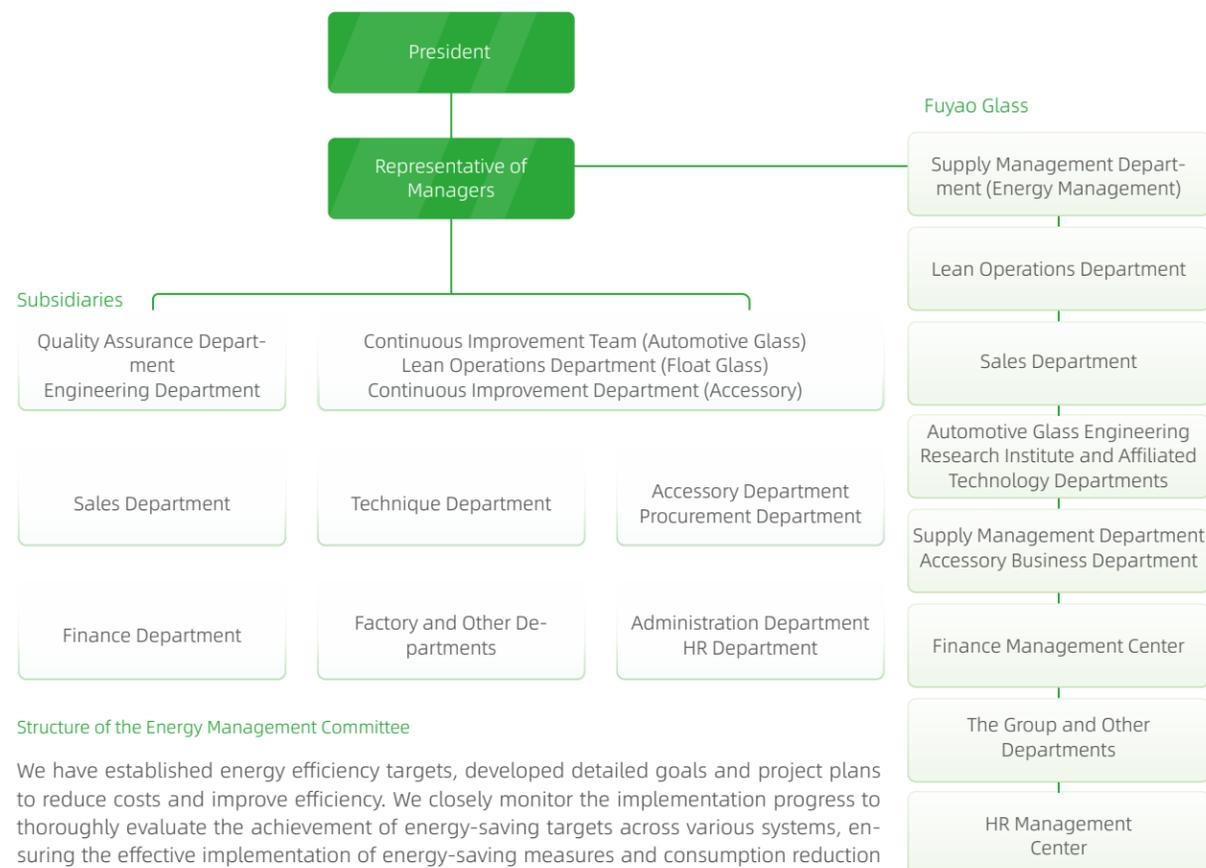 President
Representative of
Managers
Fuyao Glass
Supply Management Depart-
ment (Energy Management)
Lean Operations Department
Sales Department
Automotive Glass Engineering
Research Institute and Affiliated
Technology Departments
Supply Management Department
Accessory Business Department
Finance Management Center
The Group and Other
Departments
HR Management
Center
Subsidiaries
Quality Assurance Depart-
ment
Engineering Department
Continuous Improvement Team (Automotive Glass)
Lean Operations Department (Float Glass)
Continuous Improvement Department (Accessory)
Sales Department
Technique Department
Accessory Department
Procurement Department
Finance Department
Factory and Other De-
partments
Administration Department
HR Department
Structure of the Energy Management Committee
We have established energy efficiency targets, developed detailed goals and project plans
to reduce costs and improve efficiency. We closely monitor the implementation progress to
thoroughly evaluate the achievement of energy-saving targets across various systems, en-
suring the effective implementation of energy-saving measures and consumption reduction